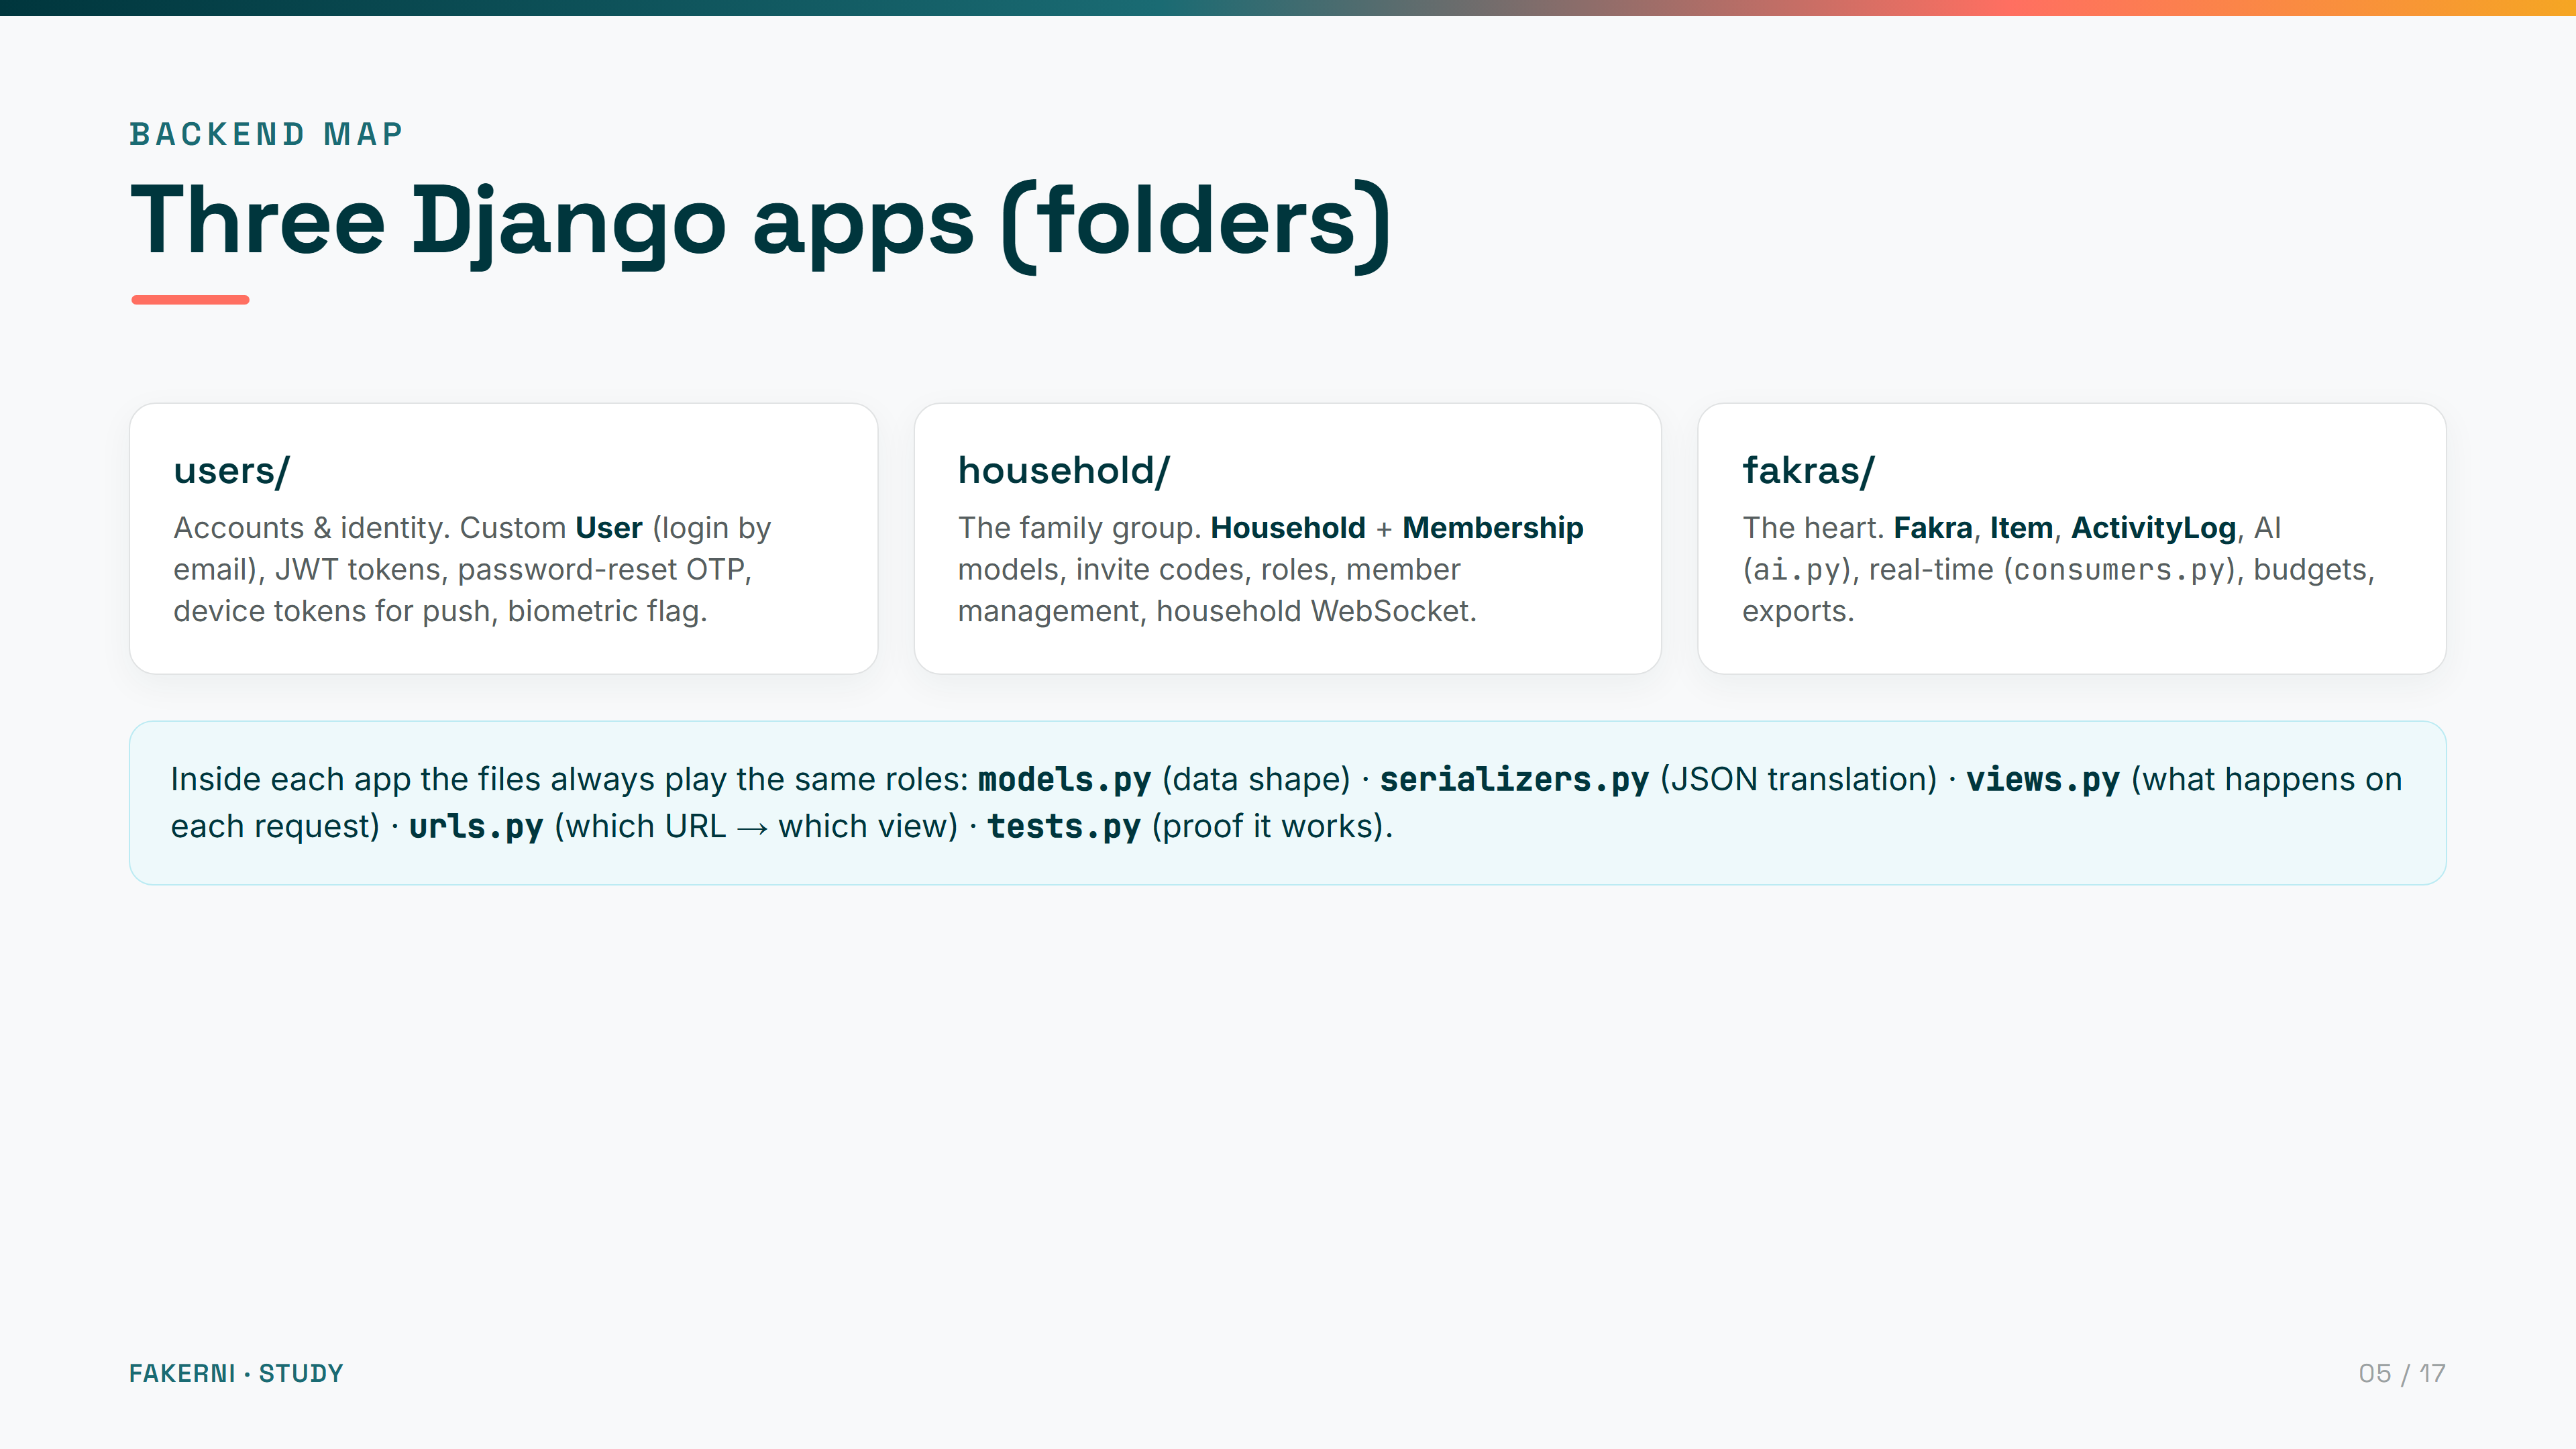 BACKEND MAP
Three Django apps (folders)
users/
Accounts & identity. Custom User (login by
email), JWT tokens, password-reset OTP,
device tokens for push, biometric flag.
household/
The family group. Household + Membership
models, invite codes, roles, member
management, household WebSocket.
fakras/
The heart. Fakra, Item, ActivityLog, AI
(ai.py), real-time (consumers.py), budgets,
exports.
Inside each app the files always play the same roles: models.py (data shape) · serializers.py (JSON translation) · views.py (what happens on
each request) · urls.py (which URL → which view) · tests.py (proof it works).
FAKERNI · STUDY
05 / 17